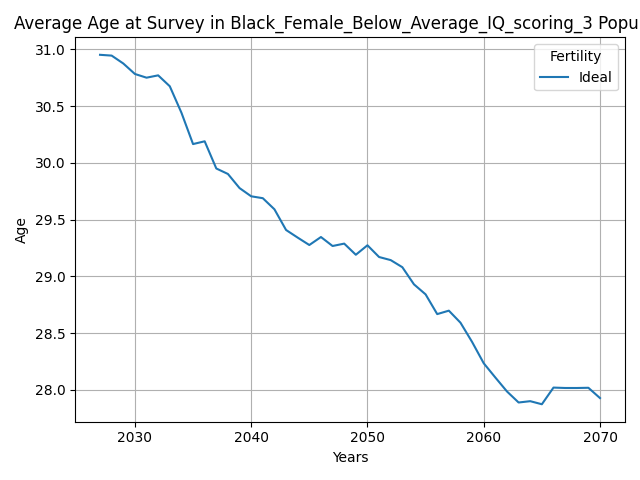 Average Age at Survey in Black_Female_Below_Average_IQ_scoring_3 Popu
31.0
30.5
30.0
29.5
29.0
28.5
28.0
Age
Fertility
Ideal
2030 2040 2050 2060 2070
Years